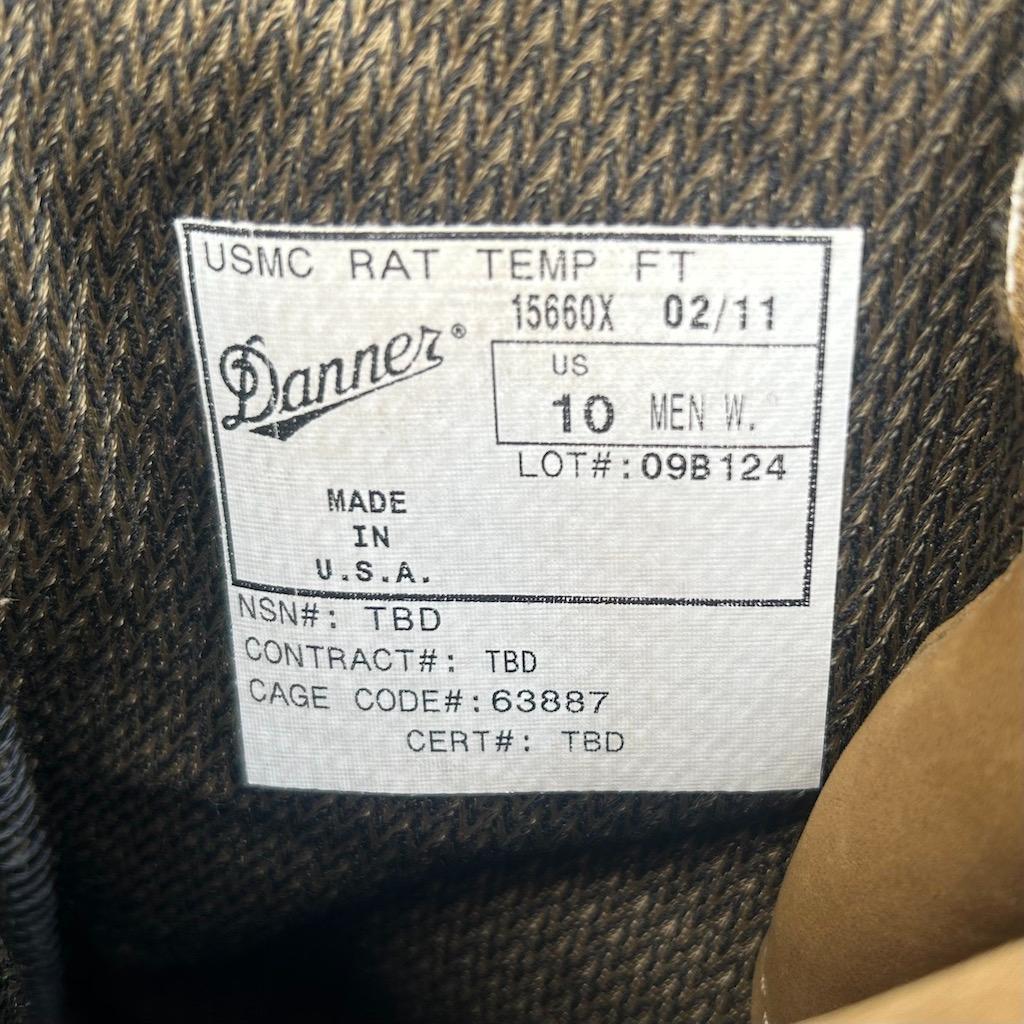 USMC RAT TEMP FT
15660X 02/11
Danner®
US
10 MEN W.
LOT#:09B124
MADE
IN
U.S.A.
NSN#: TBD
CONTRACT#: TBD
CAGE CODE#:63887
CERT#: TBD